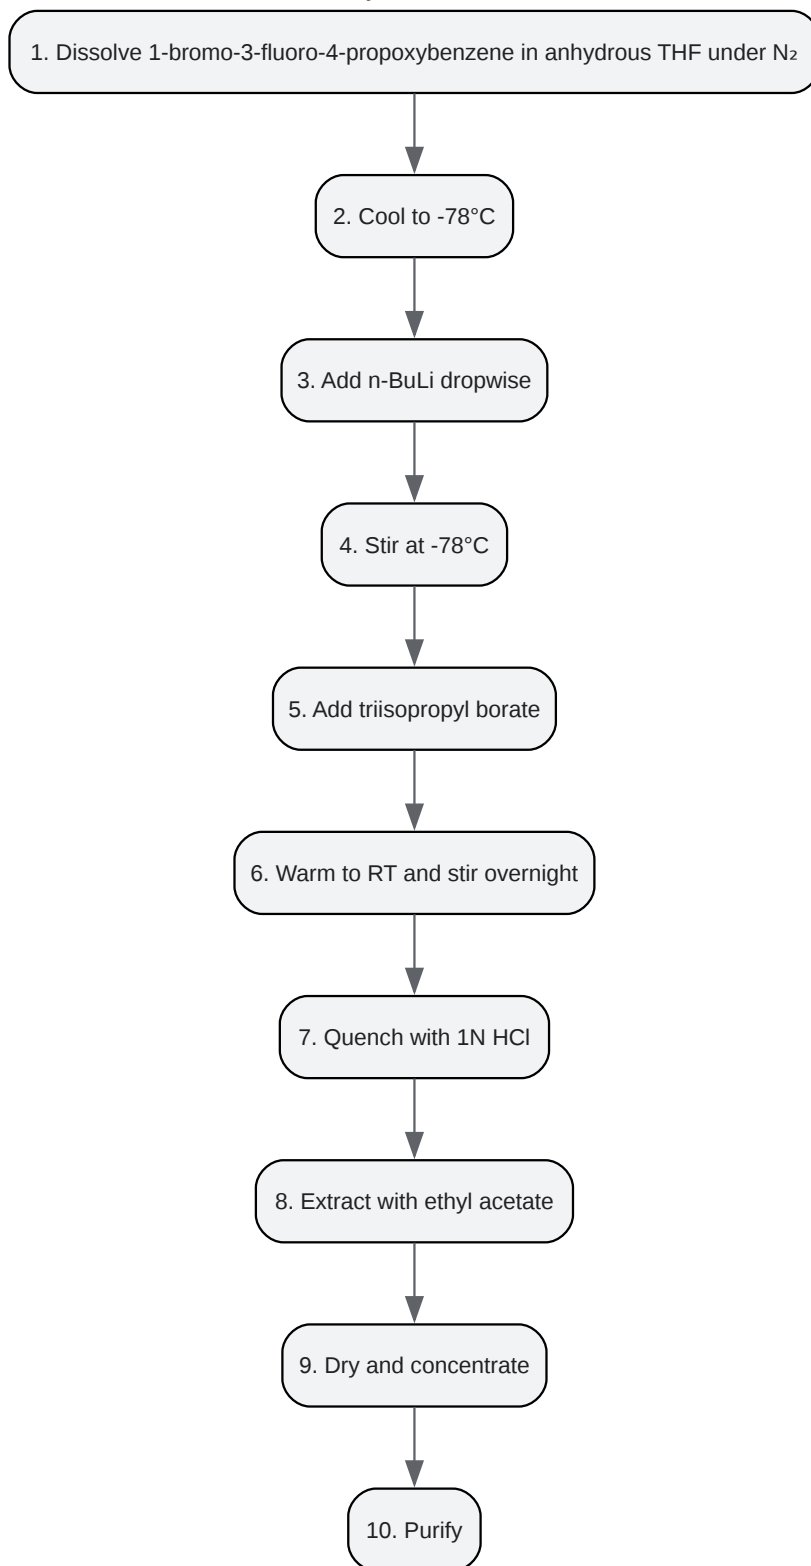 1. Dissolve 1-bromo-3-fluoro-4-propoxybenzene in anhydrous THF under N₂
2. Cool to -78°C
3. Add n-BuLi dropwise
4. Stir at -78°C
5. Add triisopropyl borate
6. Warm to RT and stir overnight
7. Quench with 1N HCl
8. Extract with ethyl acetate
9. Dry and concentrate
10. Purify